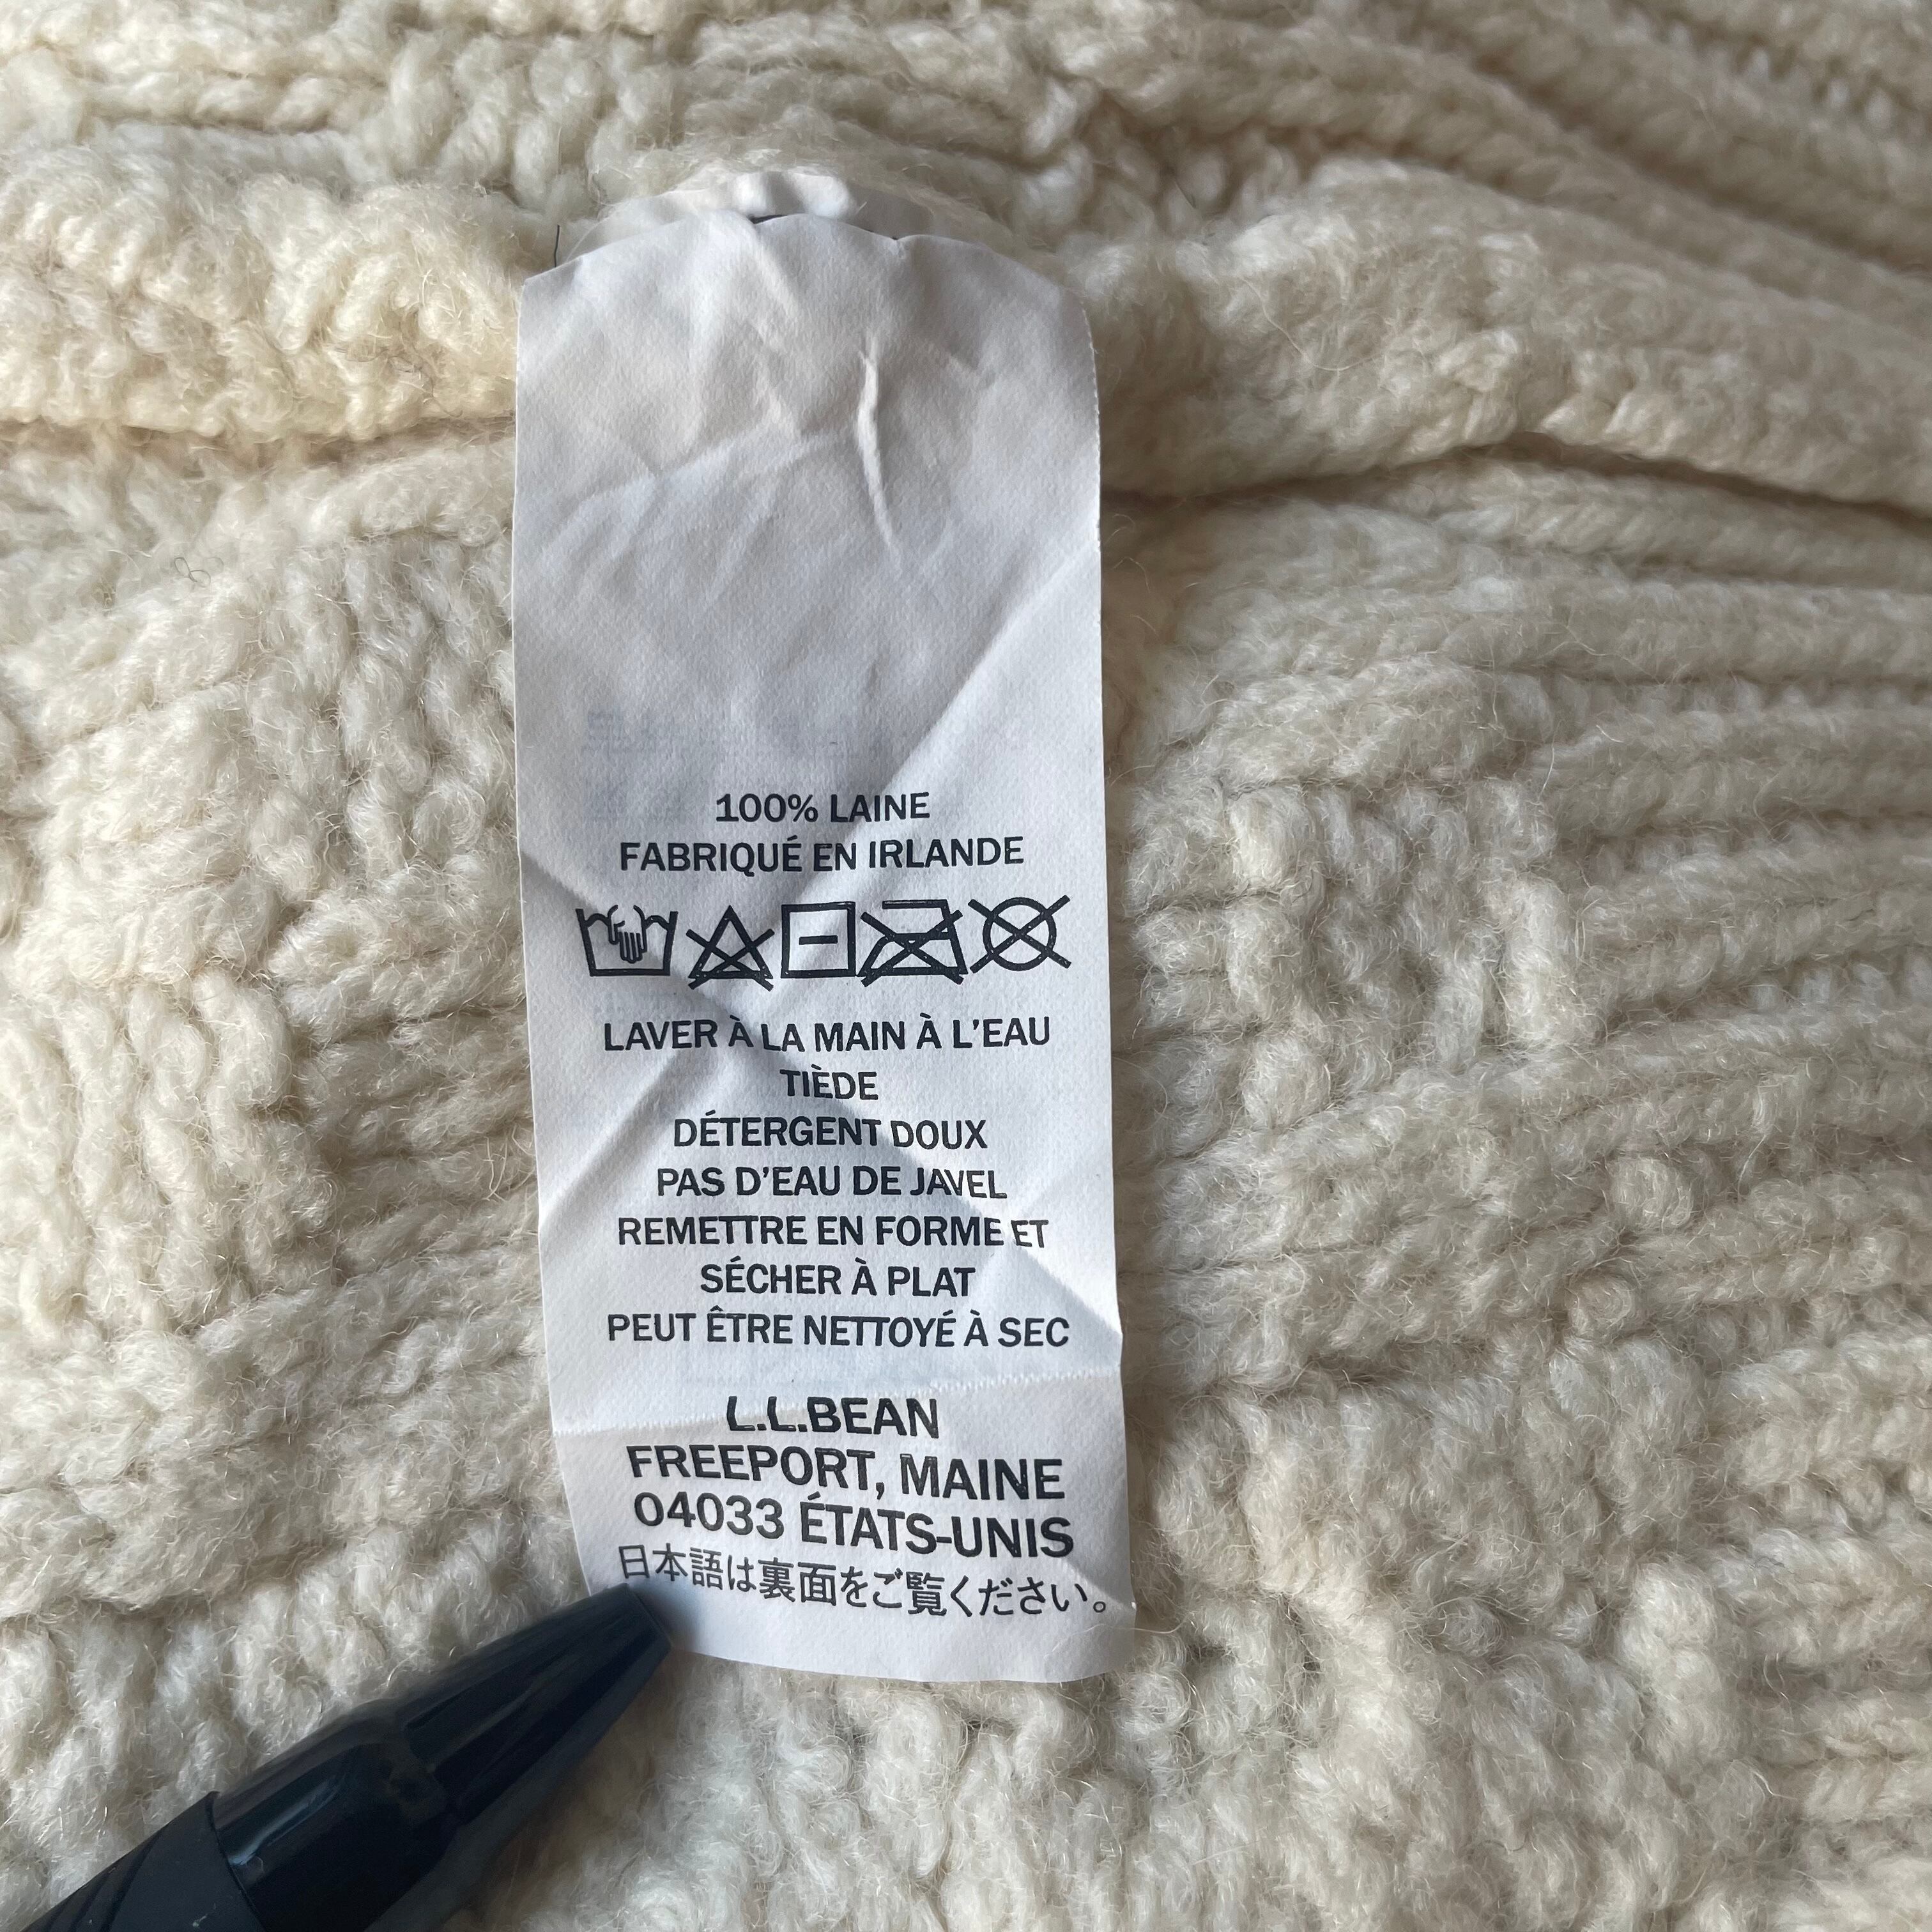 100% LAINE
FABRIQUÉ EN IRLANDE
LAVER À LA MAIN À L'EAU
TIÈDE
DÉTERGENT DOUX
PAS D'EAU DE JAVEL
REMETTRE EN FORME ET
SÉCHER À PLAT
PEUT ÊTRE NETTOYÉ À SEC
L.L.BEAN
FREEPORT, MAINE
04033 ÉTATS-UNIS
日本語は裏面をご覧ください。